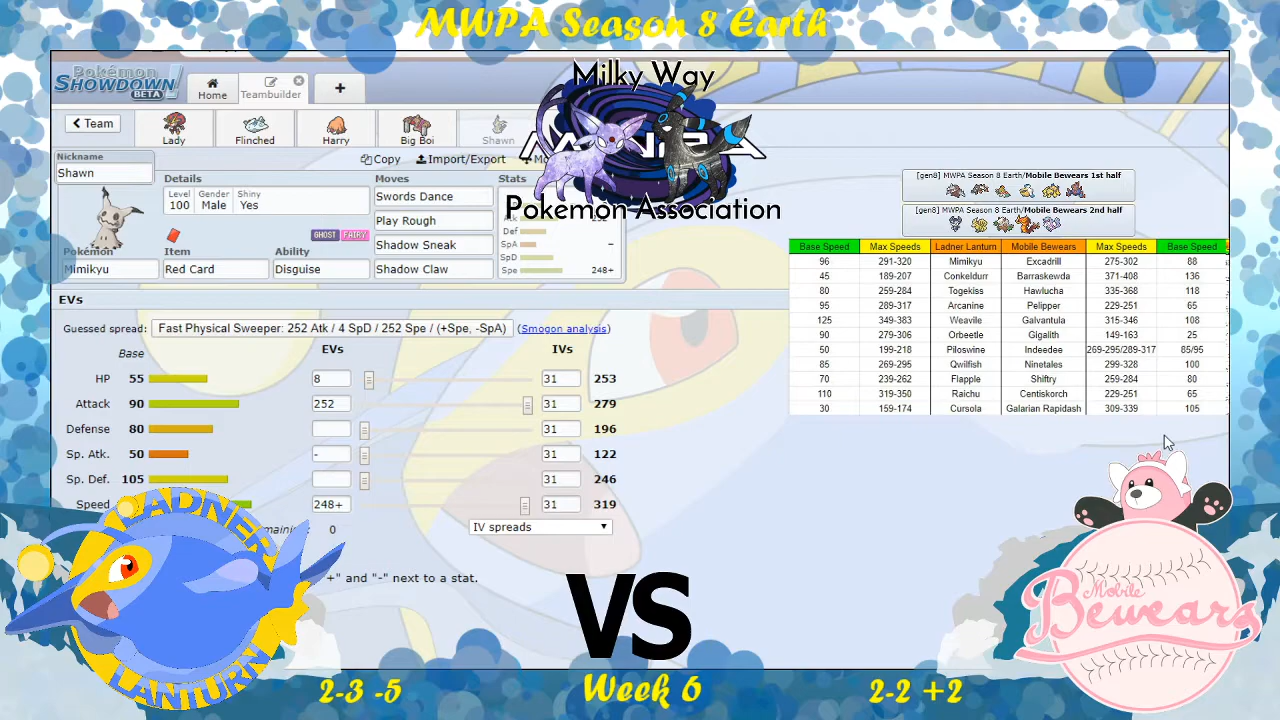 MWPA Season 8 Earth
Pokémon
SHOWDOWN!
BETA
Home
Teambuilder
+
Milky Way
Pokemon Association
< Team
Lady
Flinched
Harry
Big Boi
Shawn
Copy Import/Export
Nickname
Shawn
Details
Level Gender Shiny
100 Male Yes
GHOST FAIRY
Pokémon
Mimikyu
Item
Red Card
Ability
Disguise
Moves
Swords Dance
Play Rough
Shadow Sneak
Shadow Claw
Stats
Def
SpA –
SpD
Spe 248+
[gen8] MWPA Season 8 Earth/Mobile Bewears 1st half
[gen8] MWPA Season 8 Earth/Mobile Bewears 2nd half
Base Speed Max Speeds Ladner Lanturn Mobile Bewears Max Speeds Base Speed
96 291-320 Mimikyu Excadrill 275-302 88
45 189-207 Conkeldurr Barraskewda 371-408 136
80 259-284 Togekiss Hawlucha 335-368 118
95 289-317 Arcanine Pelipper 229-251 65
125 349-383 Weavile Galvantula 315-346 108
90 279-306 Orbeetle Gigalith 149-163 25
50 199-218 Piloswine Indeedee 269-295/289-317 85/95
85 269-295 Qwilfish Ninetales 299-328 100
70 239-262 Flapple Shiftry 259-284 80
110 319-350 Raichu Centiskorch 229-251 65
30 159-174 Cursola Galarian Rapidash 309-339 105
EVs
Guessed spread: Fast Physical Sweeper: 252 Atk / 4 SpD / 252 Spe / (+Spe, -SpA) (Smogon analysis)
Base EVs IVs
HP 55 8 31 253
Attack 90 252 31 279
Defense 80 31 196
Sp. Atk. 50 - 31 122
Sp. Def. 105 31 246
Speed 248+ 31 319
0
IV spreads
"+" and "-" next to a stat.
LADNER
LANTURN
VS
Mobile
Bewears
2-3 -5
Week 6
2-2 +2